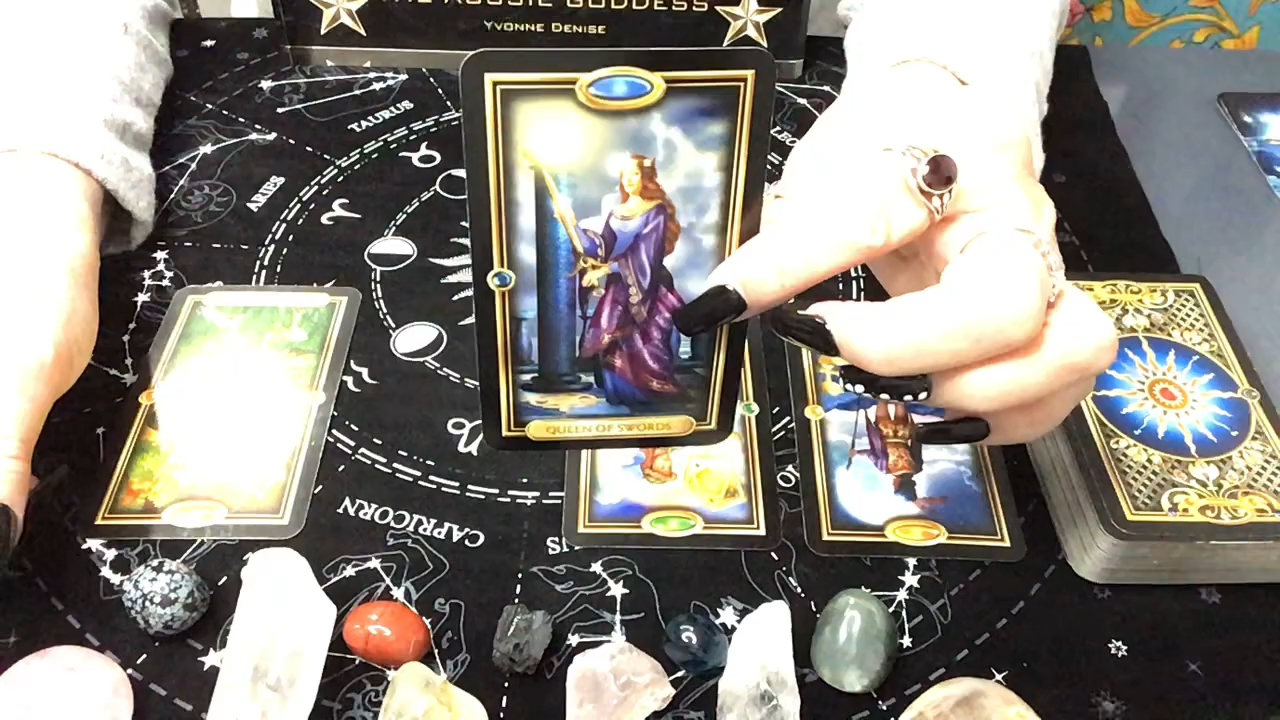 THE AUSSIE GODDESS
YVONNE DENISE
TAURUS
ARIES
QUEEN OF SWORDS
CAPRICORN